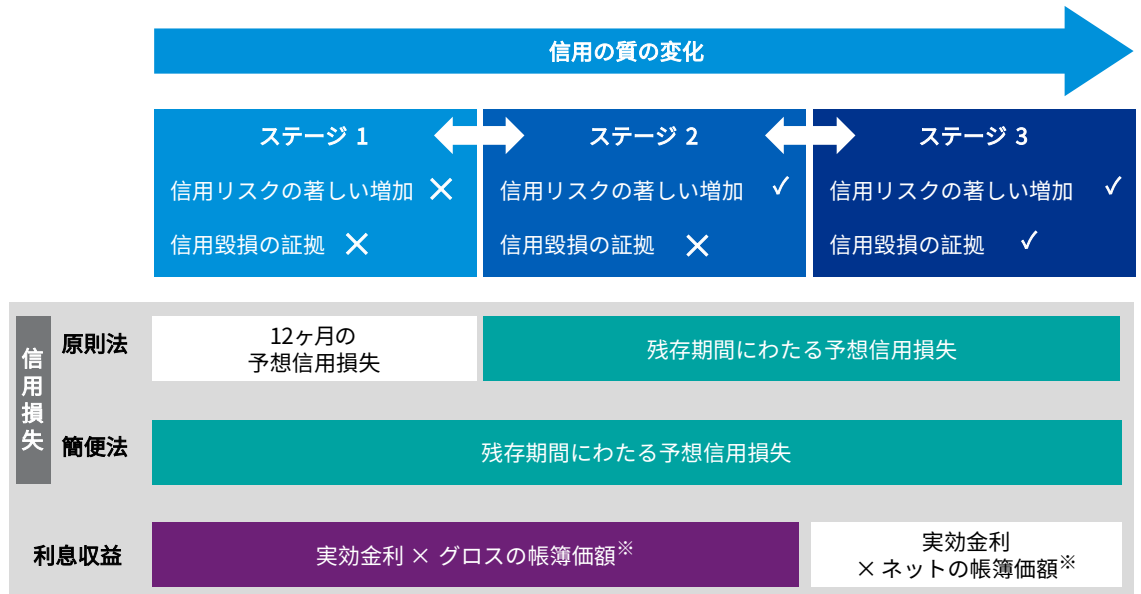 信用の質の変化
ステージ 1
信用リスクの著しい増加 ×
信用毀損の証拠 ×
ステージ 2
信用リスクの著しい増加 ✓
信用毀損の証拠 ×
ステージ 3
信用リスクの著しい増加 ✓
信用毀損の証拠 ✓
信用損失
原則法
12ヶ月の
予想信用損失
残存期間にわたる予想信用損失
簡便法
残存期間にわたる予想信用損失
利息収益
実効金利 × グロスの帳簿価額※
実効金利
× ネットの帳簿価額※